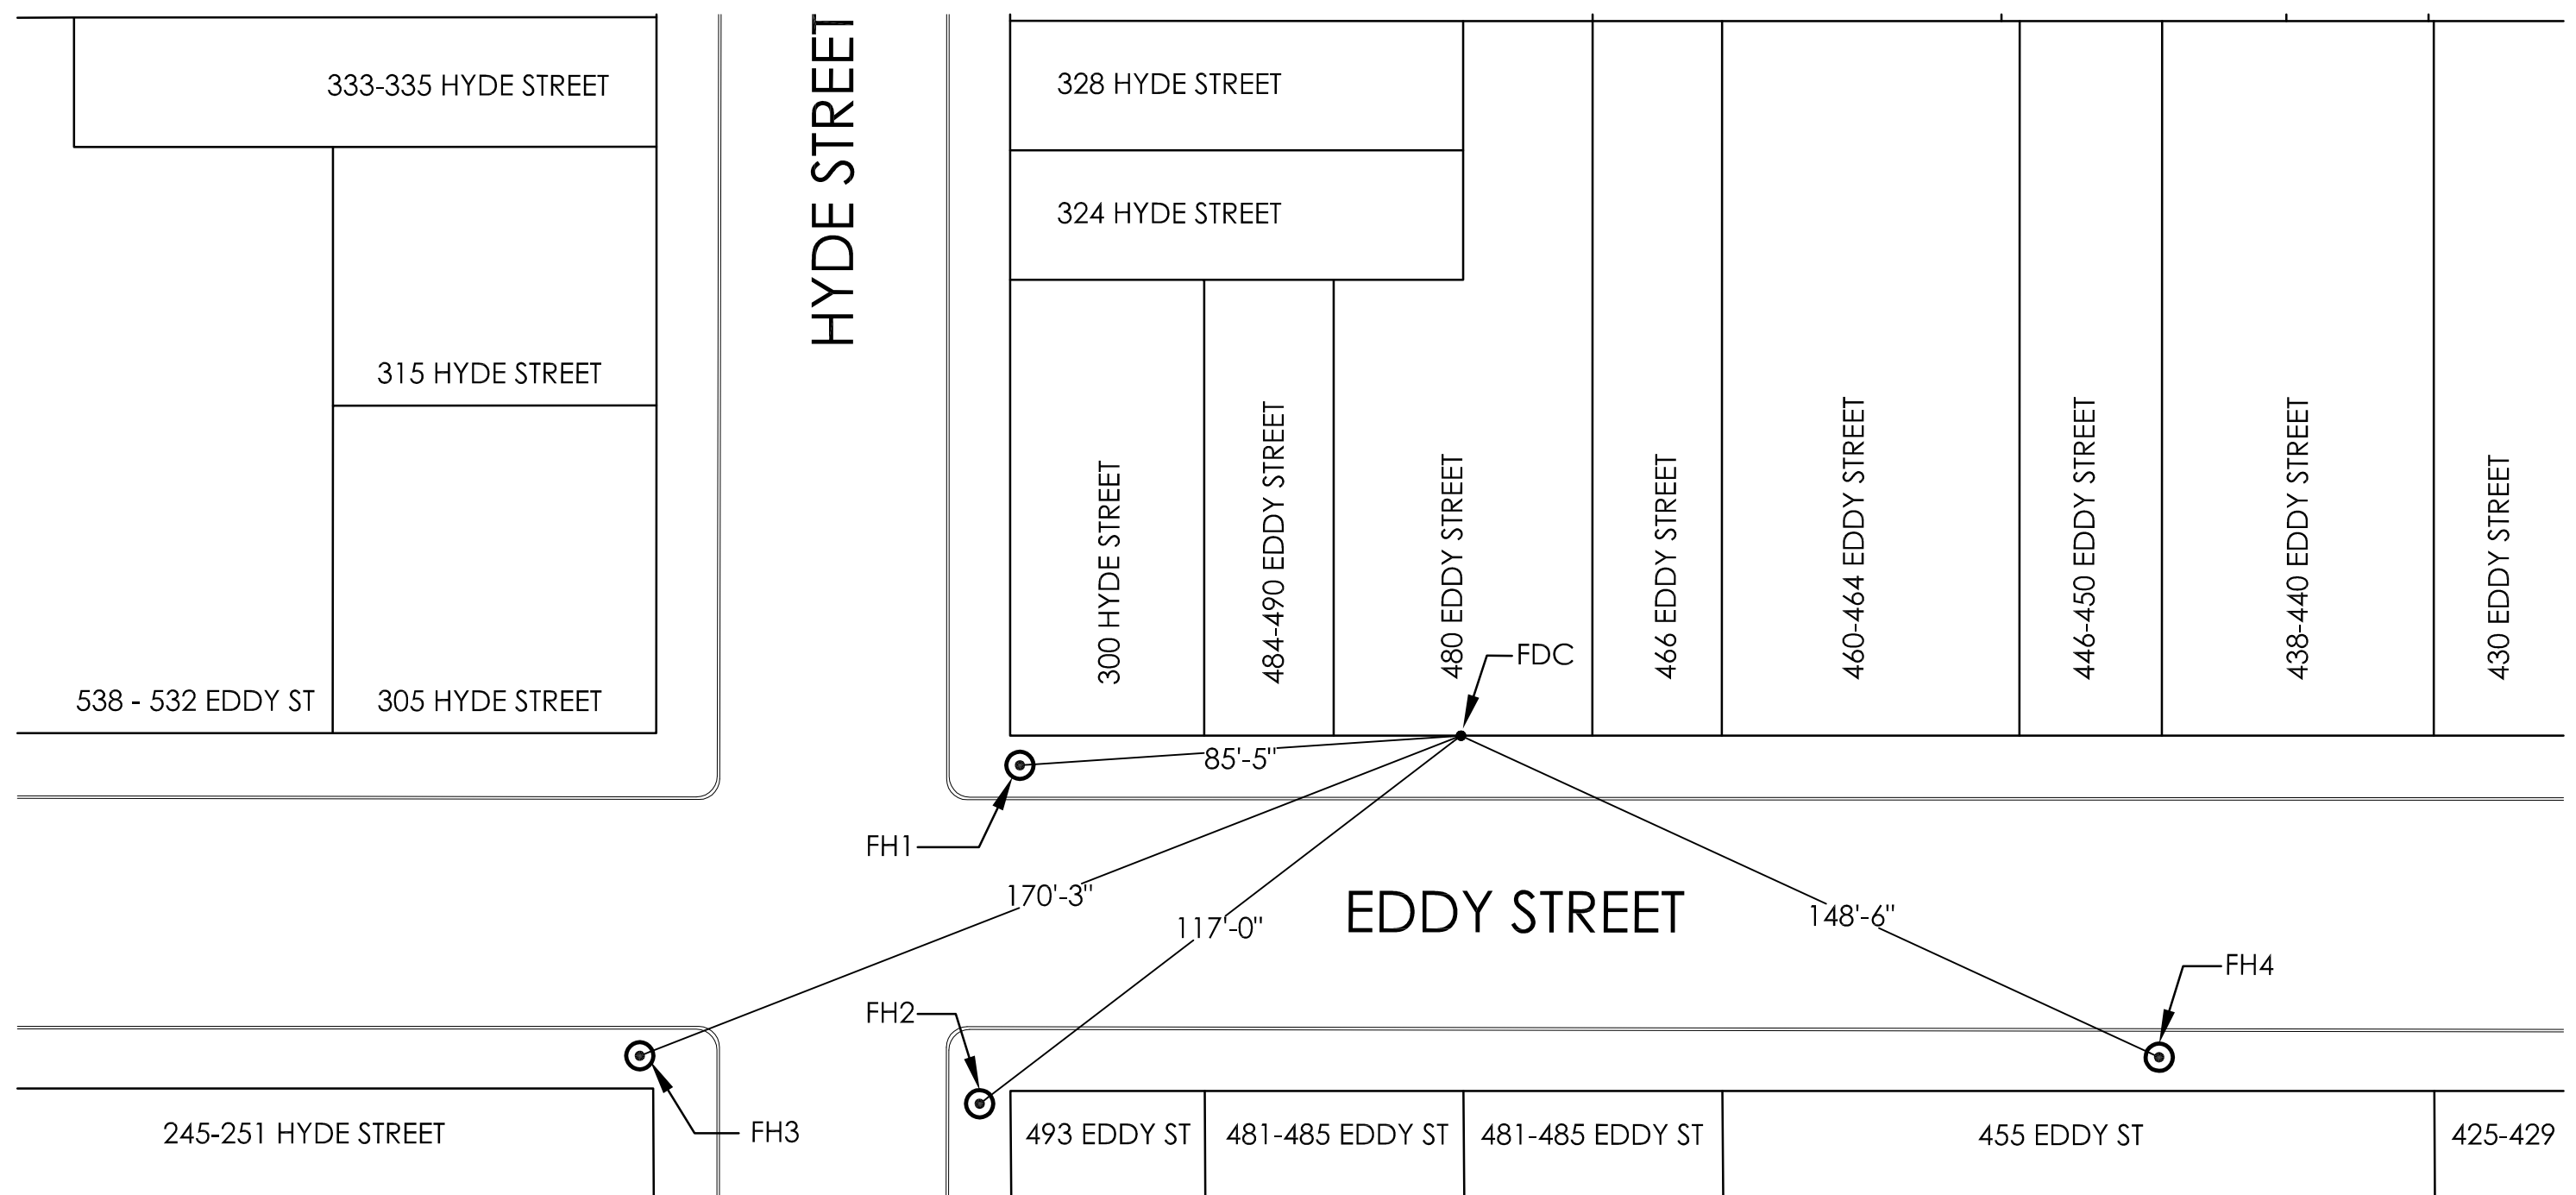 333-335 HYDE STREET
HYDE STREET
328 HYDE STREET
324 HYDE STREET
315 HYDE STREET
538 - 532 EDDY ST
305 HYDE STREET
300 HYDE STREET
484-490 EDDY STREET
480 EDDY STREET
466 EDDY STREET
460-464 EDDY STREET
446-450 EDDY STREET
438-440 EDDY STREET
430 EDDY STREET
FDC
85'-5"
FH1
170'-3"
117'-0"
EDDY STREET
148'-6"
FH4
FH2
FH3
245-251 HYDE STREET
493 EDDY ST
481-485 EDDY ST
481-485 EDDY ST
455 EDDY ST
425-429